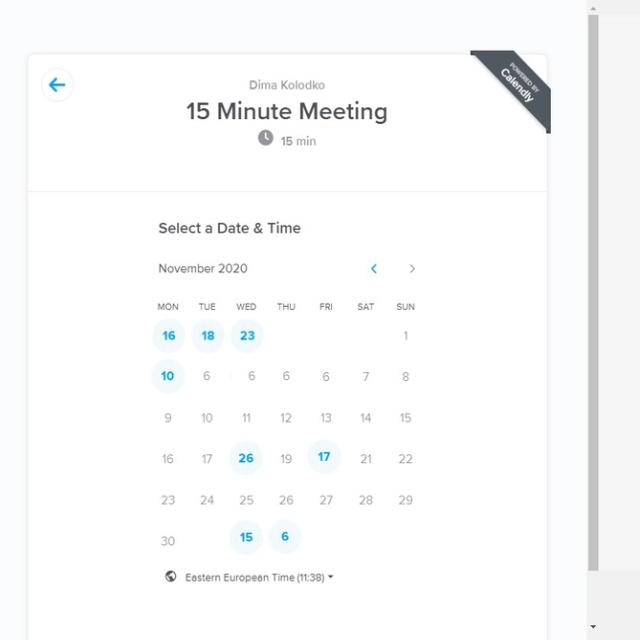 POWERED BY
Calendly
Dima Kolodko
15 Minute Meeting
15 min
Select a Date & Time
November 2020
MON TUE WED THU FRI SAT SUN
16 18 23 1
10 6 6 6 6 7 8
9 10 11 12 13 14 15
16 17 26 19 17 21 22
23 24 25 26 27 28 29
30 15 6
Eastern European Time (11:38)